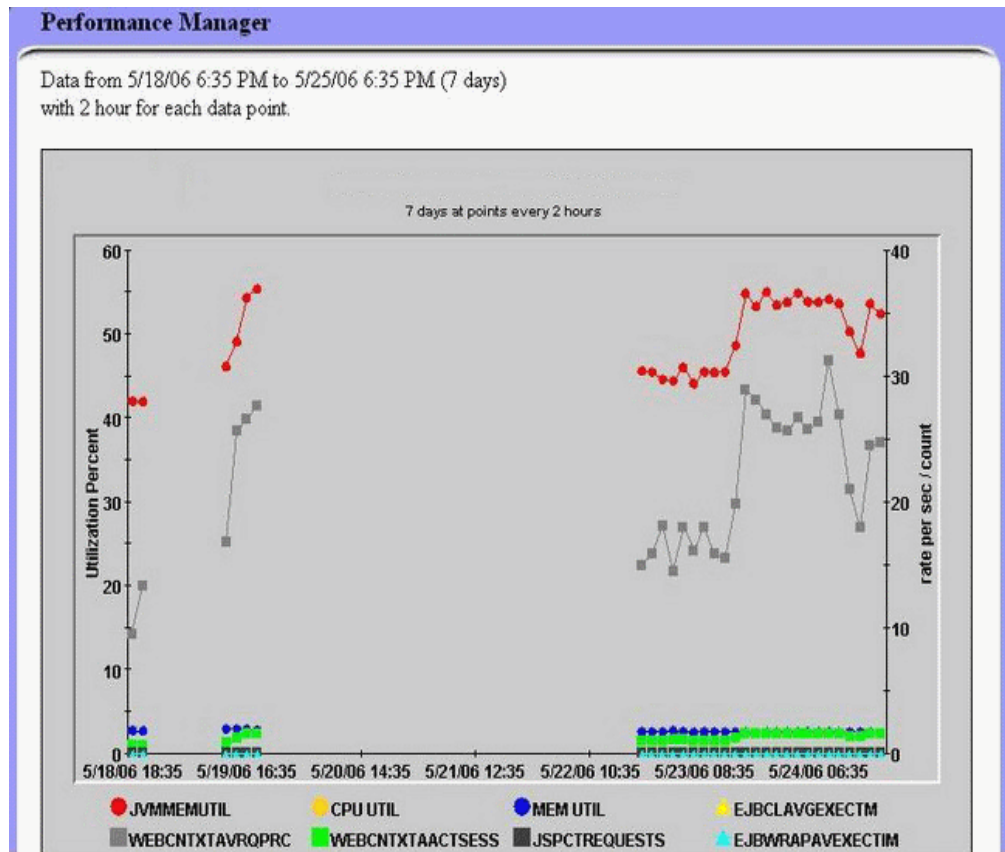 Performance Manager
Data from 5/18/06 6:35 PM to 5/25/06 6:35 PM (7 days)
with 2 hour for each data point.
7 days at points every 2 hours
60
50
40
30
20
10
0
Utilization Percent
40
30
20
10
0
rate per sec / count
5/18/06 18:35 5/19/06 16:35 5/20/06 14:35 5/21/06 12:35 5/22/06 10:35 5/23/06 08:35 5/24/06 06:35
JVMMEMUTIL CPU UTIL MEM UTIL EJBCLAVGEXECTM
WEBCNTXTAVRQPRC WEBCNTXTAACTSESS JSPCTREQUESTS EJBWRAPAVEXECTIM